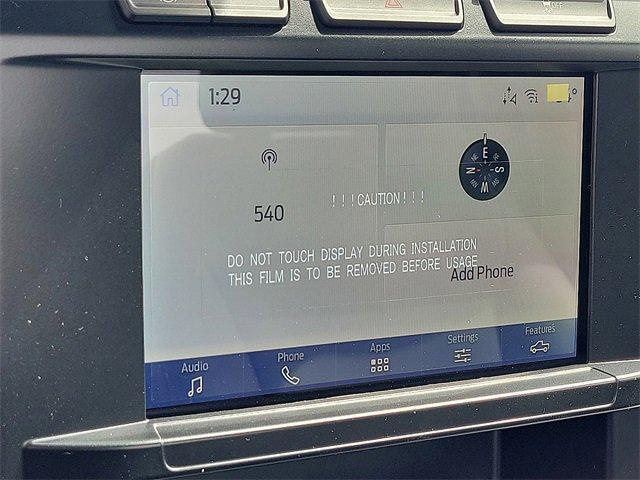 OFF
1:29
°
540
E
N S
W
! ! ! CAUTION ! ! !
DO NOT TOUCH DISPLAY DURING INSTALLATION
THIS FILM IS TO BE REMOVED BEFORE USAGE
Add Phone
Audio Phone Apps Settings Features